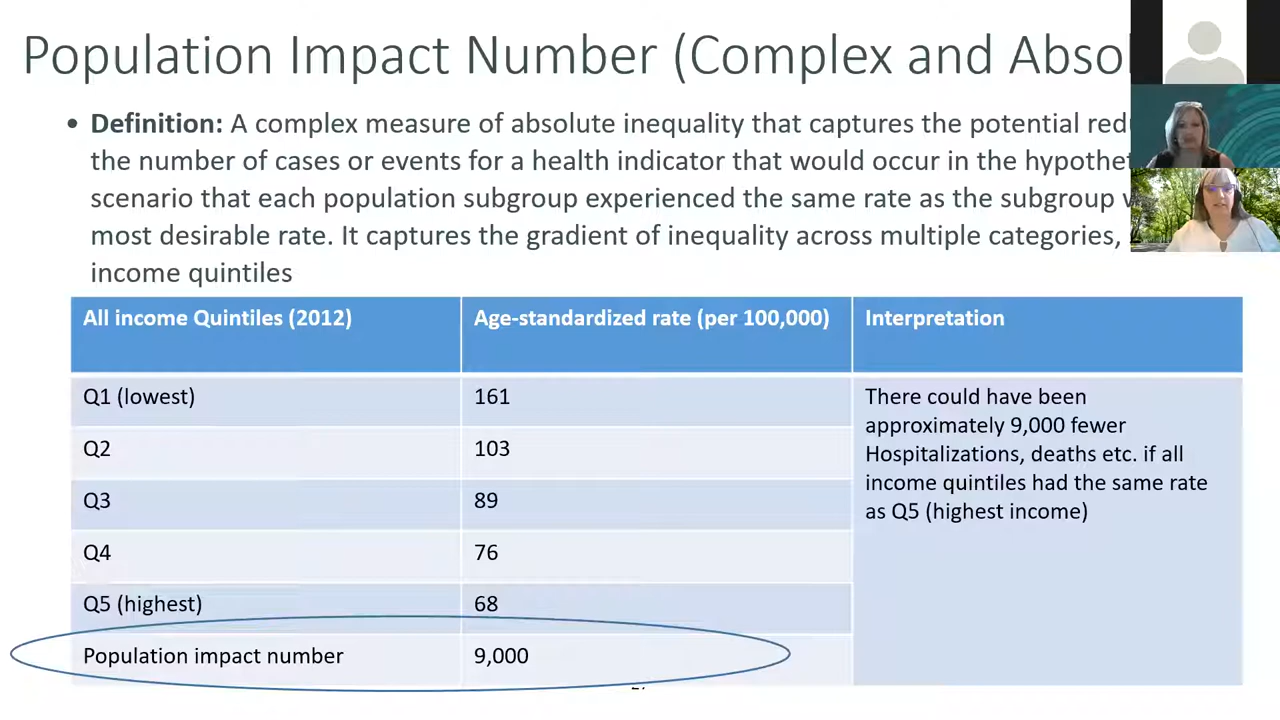 Population Impact Number (Complex and Absol
• Definition: A complex measure of absolute inequality that captures the potential
the number of cases or events for a health indicator that would occur in the
scenario that each population subgroup experienced the same rate as the subgroup
most desirable rate. It captures the gradient of inequality across multiple categories,
income quintiles
All income Quintiles (2012)
Age-standardized rate (per 100,000)
Interpretation
Q1 (lowest)
161
There could have been
approximately 9,000 fewer
Hospitalizations, deaths etc. if all
income quintiles had the same rate
as Q5 (highest income)
Q2
103
Q3
89
Q4
76
Q5 (highest)
68
Population impact number
9,000